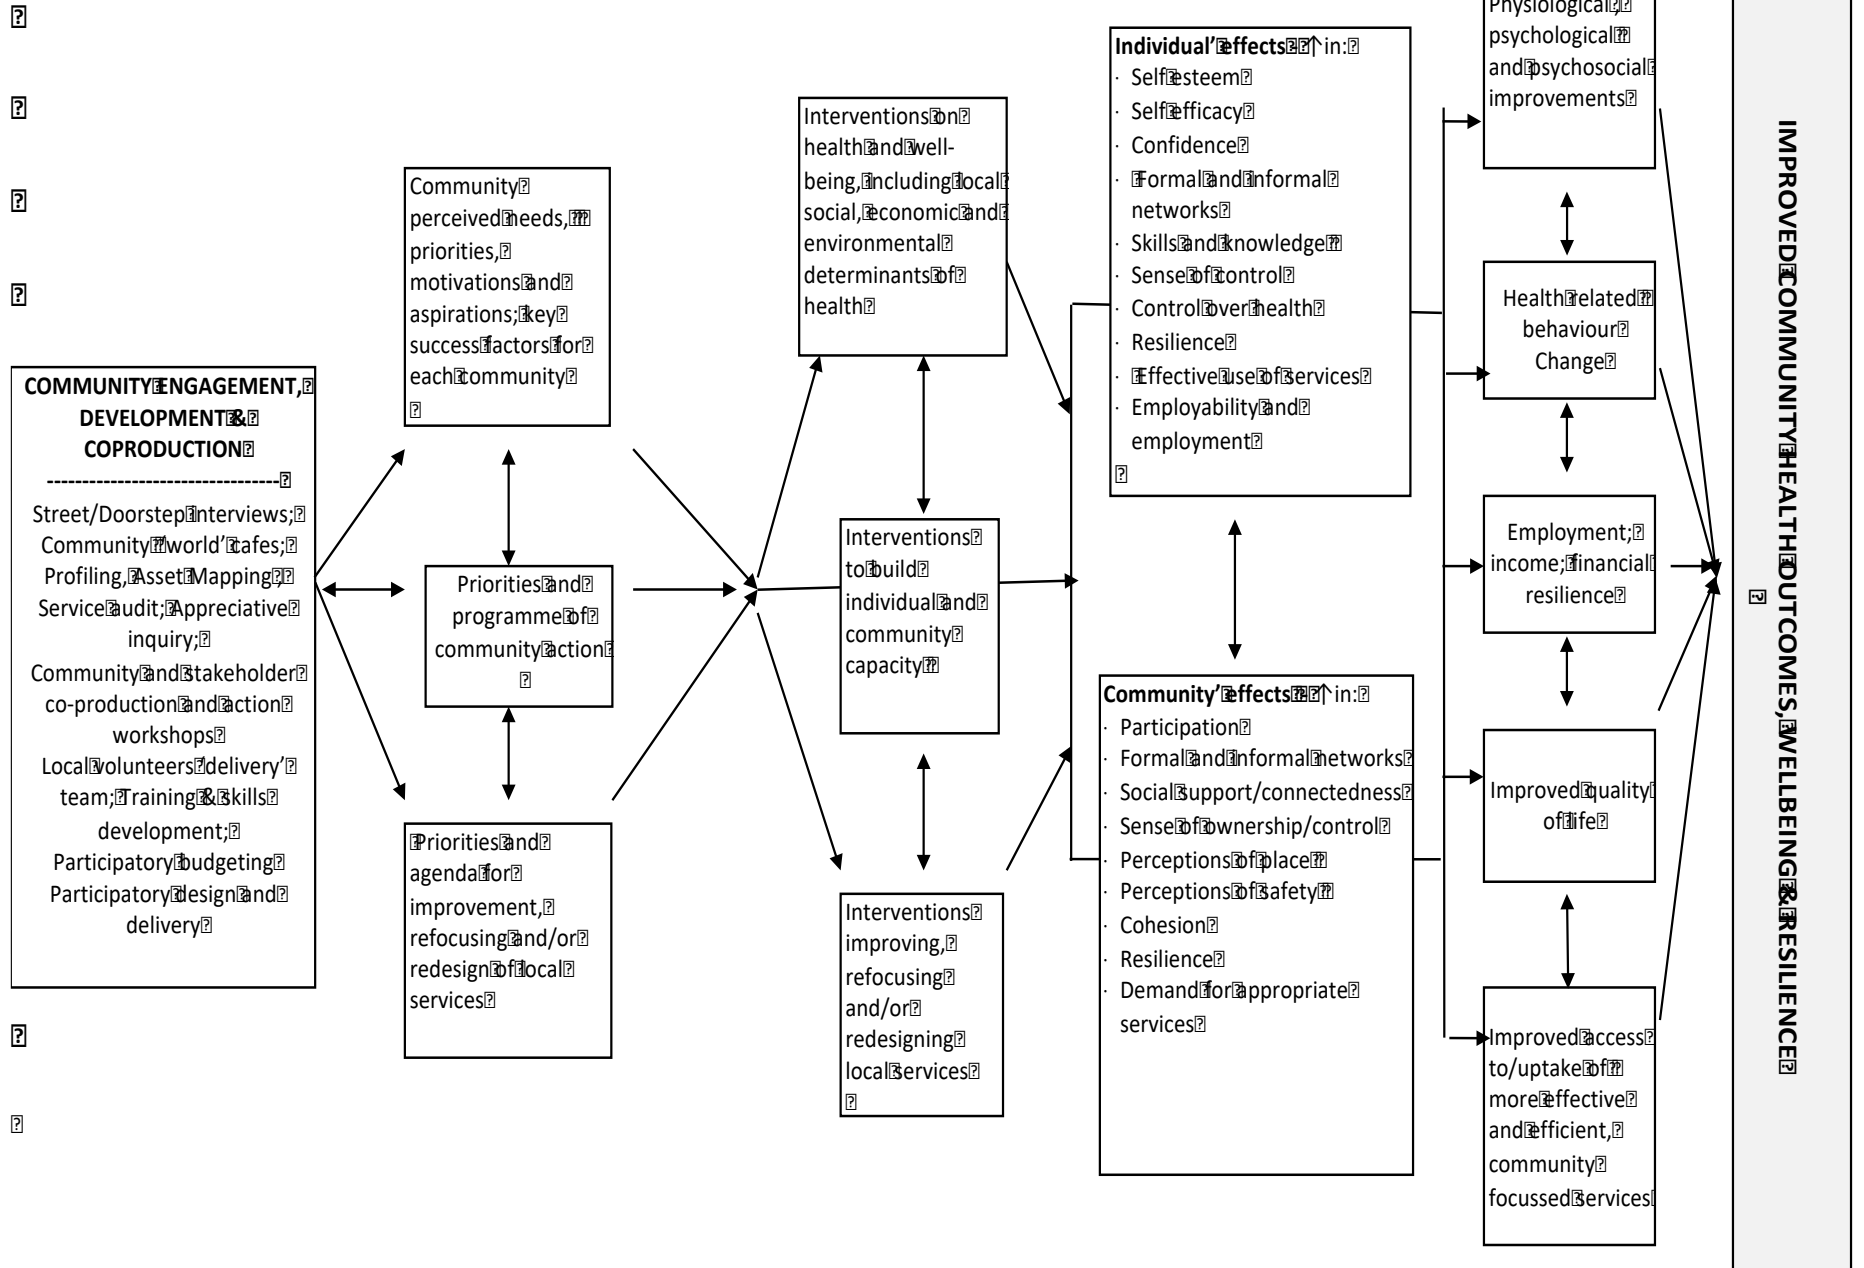 COMMUNITY ENGAGEMENT,
DEVELOPMENT &
COPRODUCTION
---------------------------------
Street/Doorstep Interviews;
Community 'world' cafes;
Profiling, Asset Mapping;
Service audit; Appreciative
inquiry;
Community and stakeholder
co-production and action
workshops
Local volunteers 'delivery'
team; Training & skills
development;
Participatory budgeting
Participatory design and
delivery
Community
perceived needs,
priorities,
motivations and
aspirations; key
success factors for
each community
Priorities and
programme of
community action
Priorities and
agenda for
improvement,
refocusing and/or
redesign of local
services
Interventions on
health and well-
being, including local
social, economic and
environmental
determinants of
health
Interventions
to build
individual and
community
capacity
Interventions
improving,
refocusing
and/or
redesigning
local services
Individual' effects - ↑ in:
· Self esteem
· Self efficacy
· Confidence
· Formal and informal
networks
· Skills and knowledge
· Sense of control
· Control over health
· Resilience
· Effective use of services
· Employability and
employment
Community' effects - ↑ in:
· Participation
· Formal and informal networks
· Social support/connectedness
· Sense of ownership/control
· Perceptions of place
· Perceptions of safety
· Cohesion
· Resilience
· Demand for appropriate
services
Physiological,
psychological
and psychosocial
improvements
Health related
behaviour
Change
Employment;
income; financial
resilience
Improved quality
of life
Improved access
to/uptake of
more effective
and efficient,
community
focussed services
IMPROVED COMMUNITY HEALTH OUTCOMES, WELLBEING & RESILIENCE